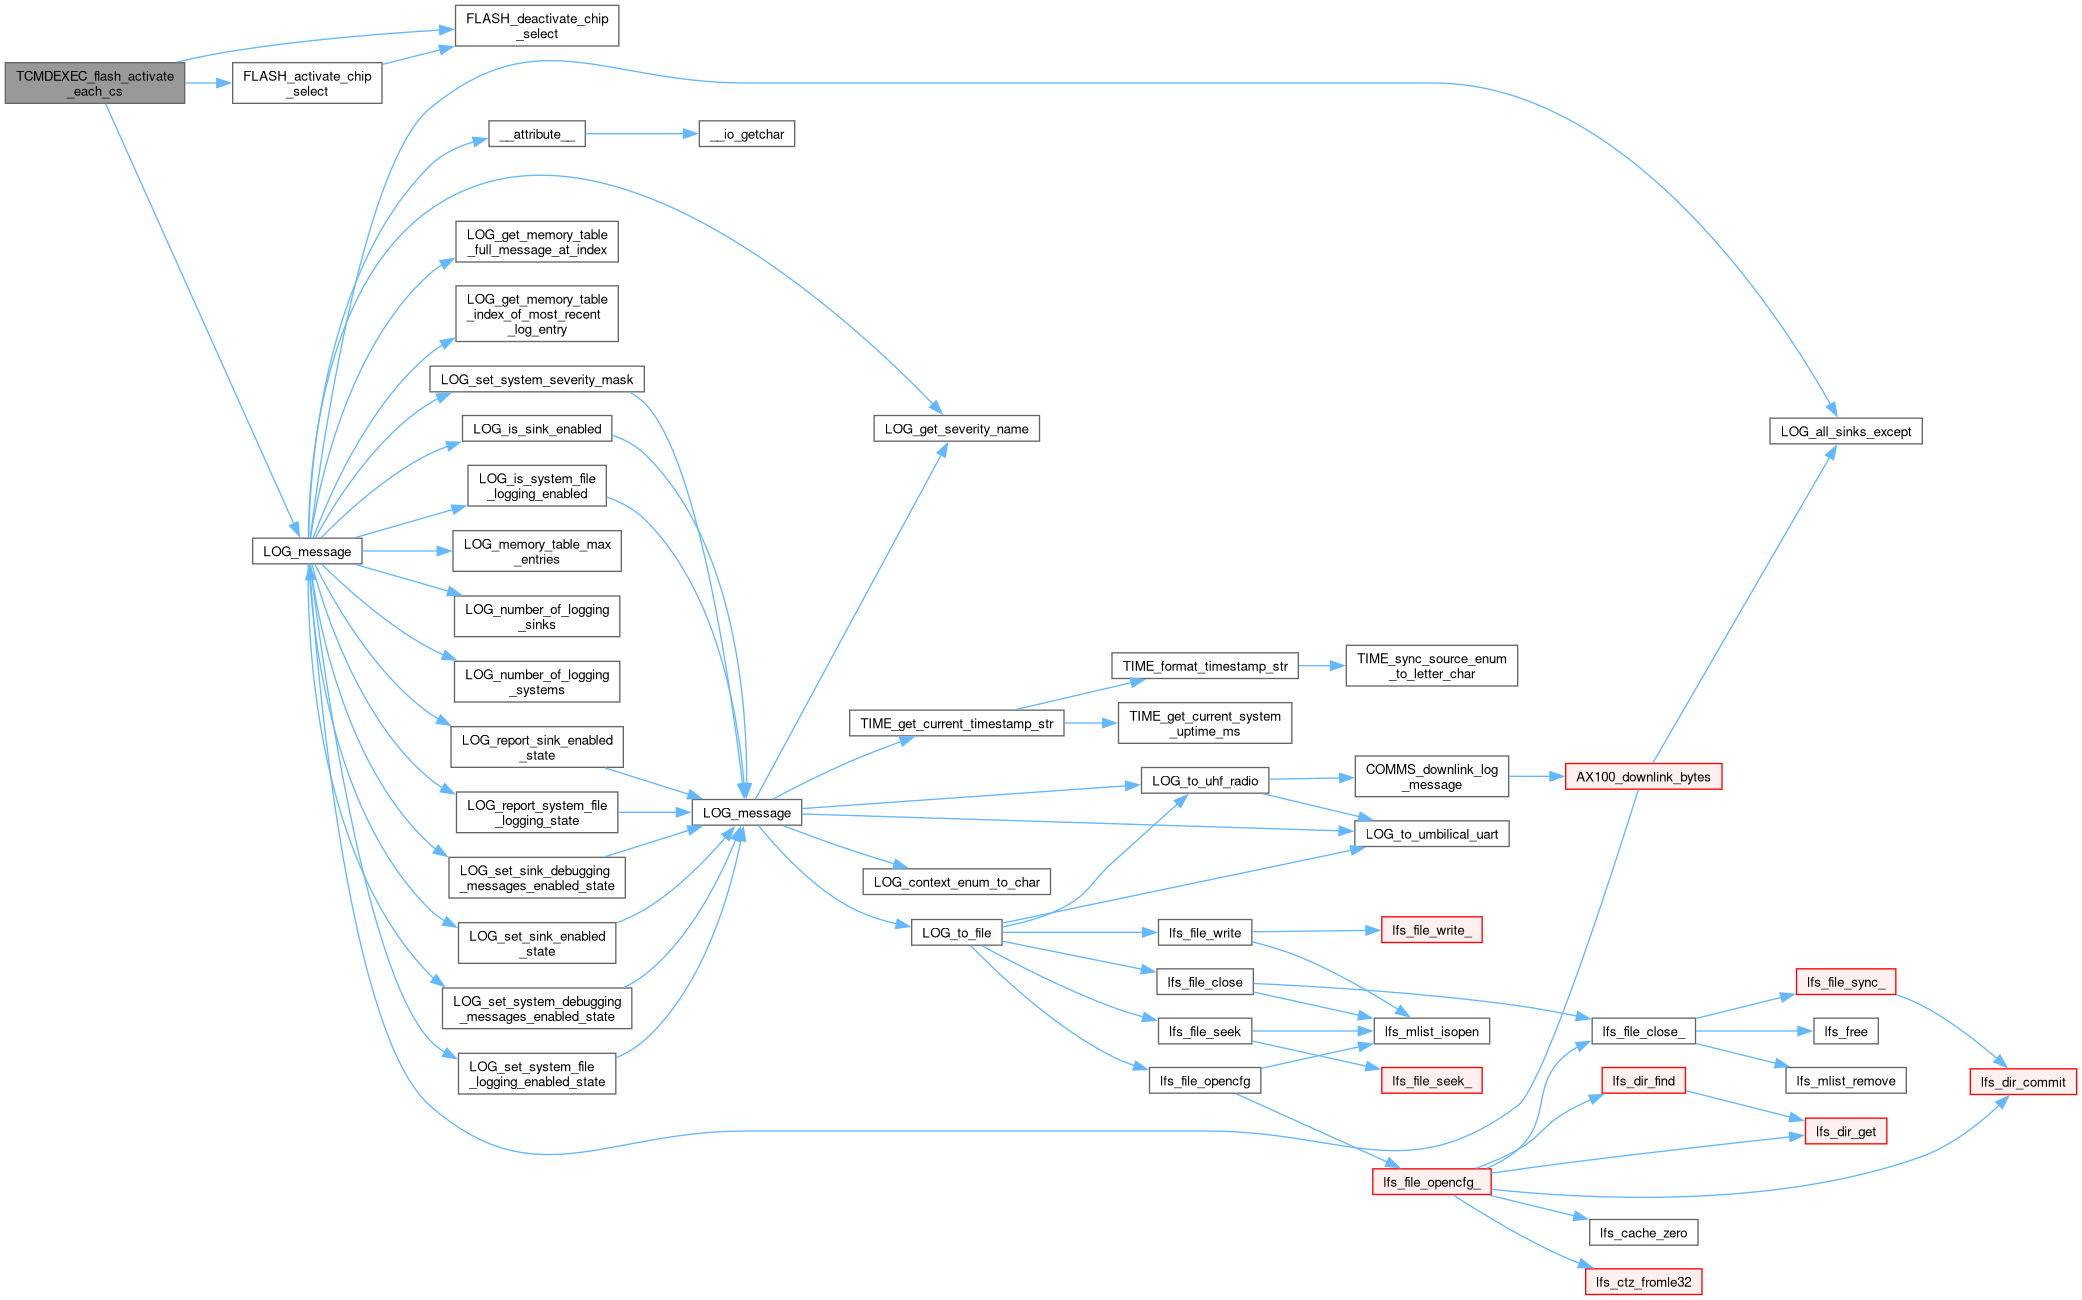 TCMDEXEC_flash_activate
_each_cs
FLASH_deactivate_chip
_select
FLASH_activate_chip
_select
__attribute__
__io_getchar
LOG_get_memory_table
_full_message_at_index
LOG_get_memory_table
_index_of_most_recent
_log_entry
LOG_set_system_severity_mask
LOG_is_sink_enabled
LOG_is_system_file
_logging_enabled
LOG_message
LOG_memory_table_max
_entries
LOG_number_of_logging
_sinks
LOG_number_of_logging
_systems
LOG_report_sink_enabled
_state
LOG_report_system_file
_logging_state
LOG_set_sink_debugging
_messages_enabled_state
LOG_set_sink_enabled
_state
LOG_set_system_debugging
_messages_enabled_state
LOG_set_system_file
_logging_enabled_state
LOG_message
LOG_get_severity_name
TIME_get_current_timestamp_str
LOG_context_enum_to_char
LOG_to_file
TIME_format_timestamp_str
TIME_get_current_system
_uptime_ms
LOG_to_uhf_radio
lfs_file_write
lfs_file_close
lfs_file_seek
lfs_file_opencfg
TIME_sync_source_enum
_to_letter_char
COMMS_downlink_log
_message
LOG_to_umbilical_uart
lfs_file_write_
lfs_mlist_isopen
lfs_file_seek_
lfs_file_opencfg_
AX100_downlink_bytes
lfs_file_close_
lfs_dir_find
lfs_cache_zero
lfs_ctz_fromle32
LOG_all_sinks_except
lfs_file_sync_
lfs_free
lfs_mlist_remove
lfs_dir_get
lfs_dir_commit